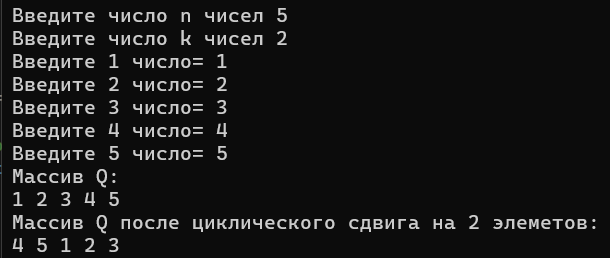 Введите число n чисел 5
Введите число k чисел 2
Введите 1 число= 1
Введите 2 число= 2
Введите 3 число= 3
Введите 4 число= 4
Введите 5 число= 5
Массив Q:
1 2 3 4 5
Массив Q после циклического сдвига на 2 элеметов:
4 5 1 2 3